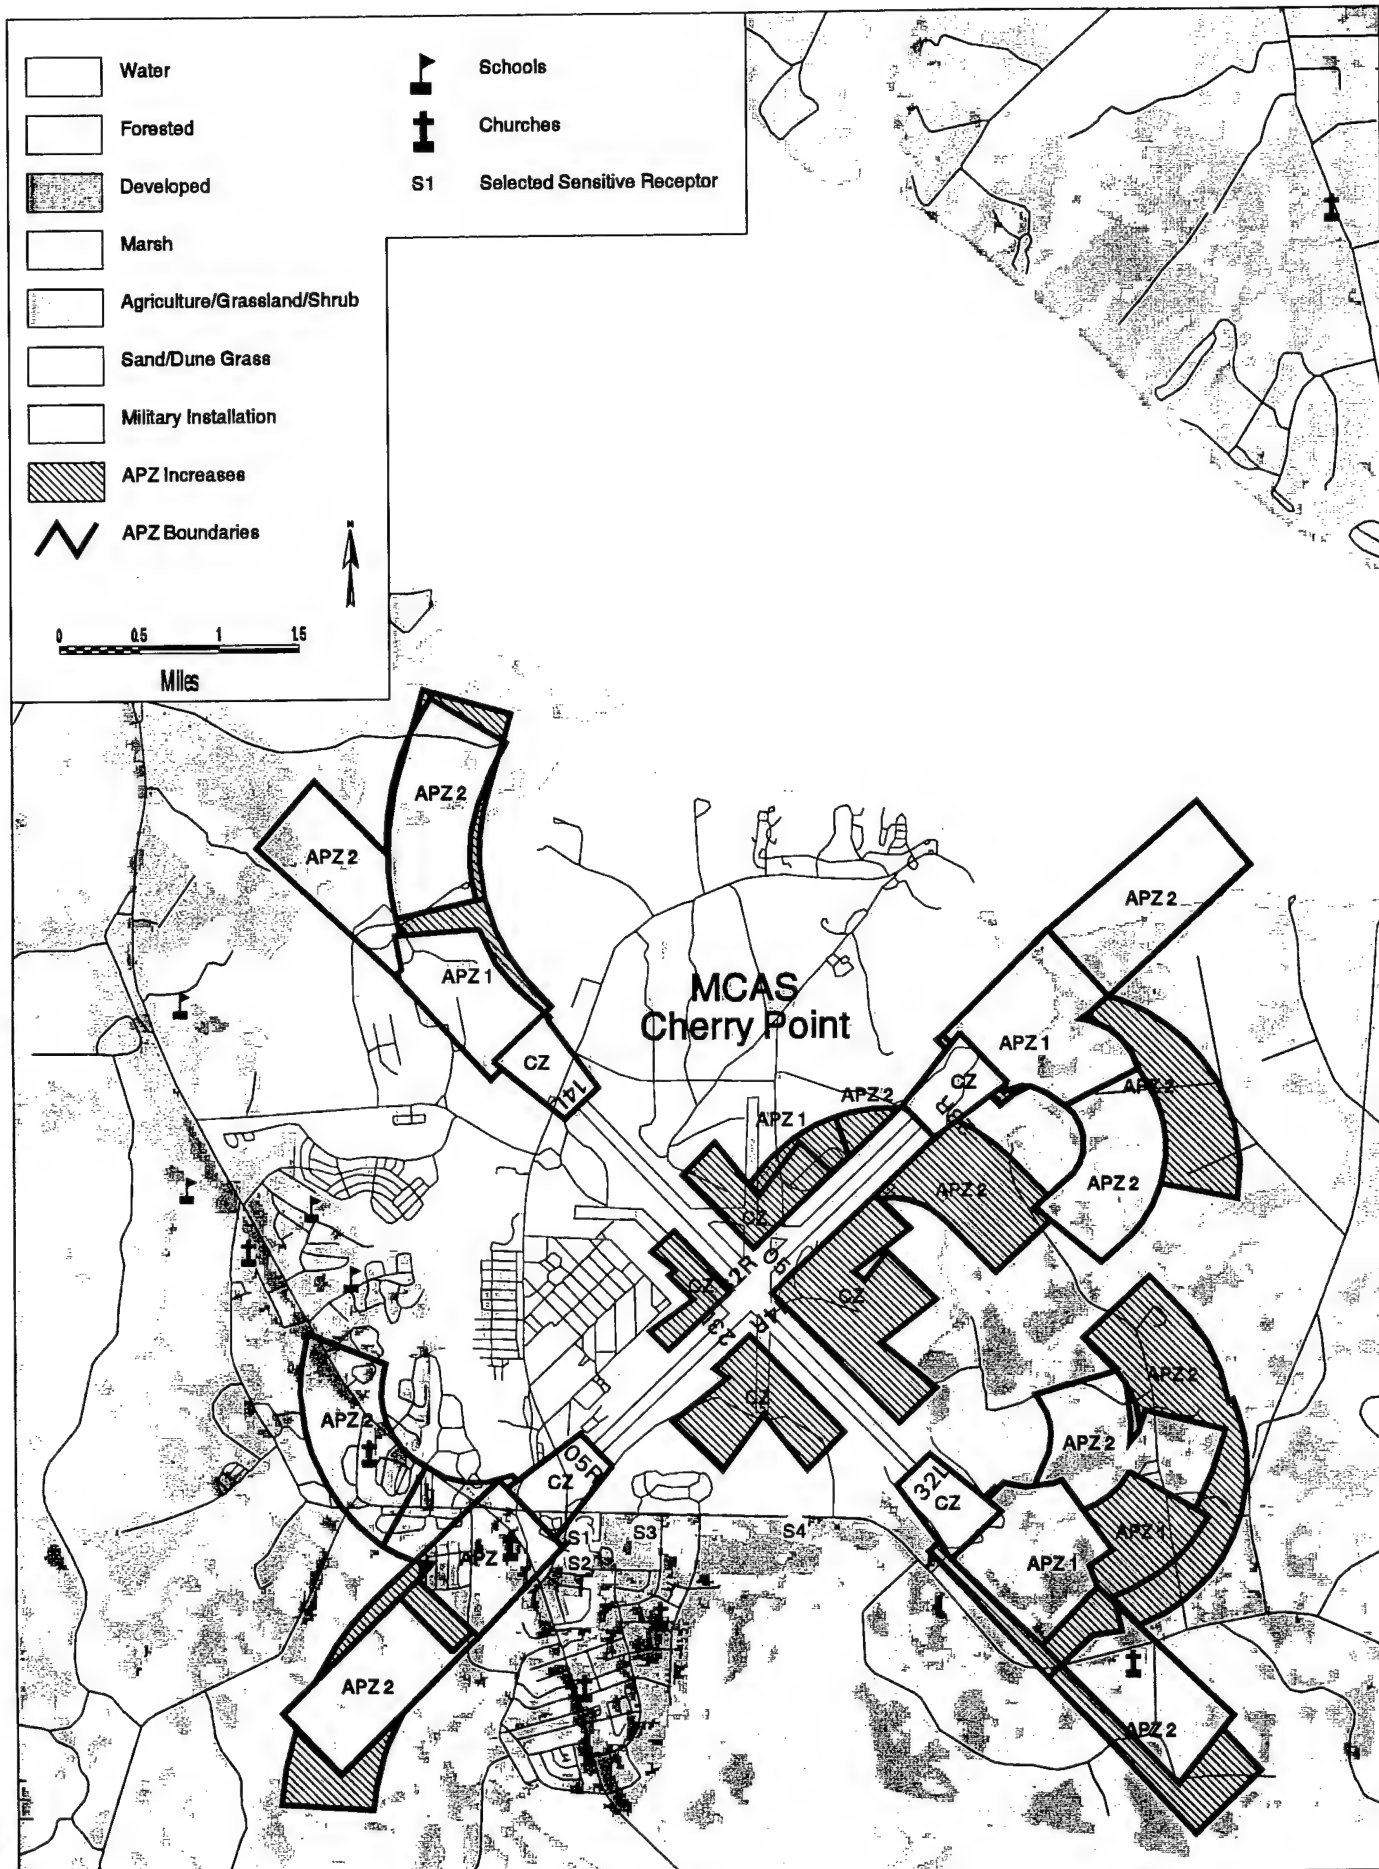 Water
Forested
Developed
Marsh
Agriculture/Grassland/Shrub
Sand/Dune Grass
Military Installation
APZ Increases
APZ Boundaries
Schools
Churches
S1 Selected Sensitive Receptor
N
0 0.5 1 1.5
Miles
APZ 2
APZ 2
APZ 1
CZ
14L
MCAS
Cherry Point
APZ 2
APZ 1
CZ
APZ 2
APZ 2
APZ 1
APZ 2
APZ 2
CZ
CZ
2R
05
CZ
23L
14R
CZ
APZ 2
APZ 2
APZ 2
05R
CZ
32L
CZ
APZ 1
APZ 1
S1
S2
S3
S4
APZ
APZ 2
APZ 2